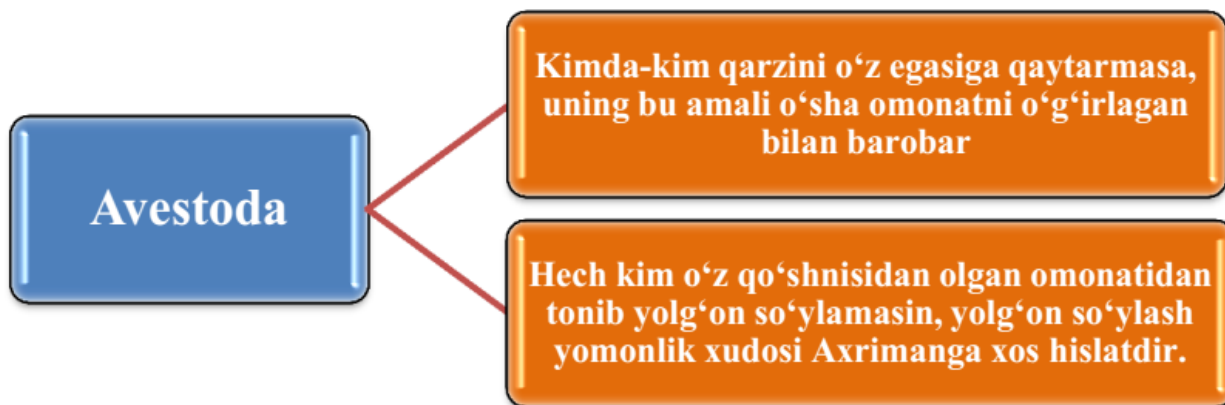 Avestoda
Kimda-kim qarzini o‘z egasiga qaytarmasa,
uning bu amali o‘sha omonatni o‘g‘irlagan
bilan barobar
Hech kim o‘z qo‘shnisidan olgan omonatidan
tonib yolg‘on so‘ylamasin, yolg‘on so‘ylash
yomonlik xudosi Axrimanga xos hislatdir.